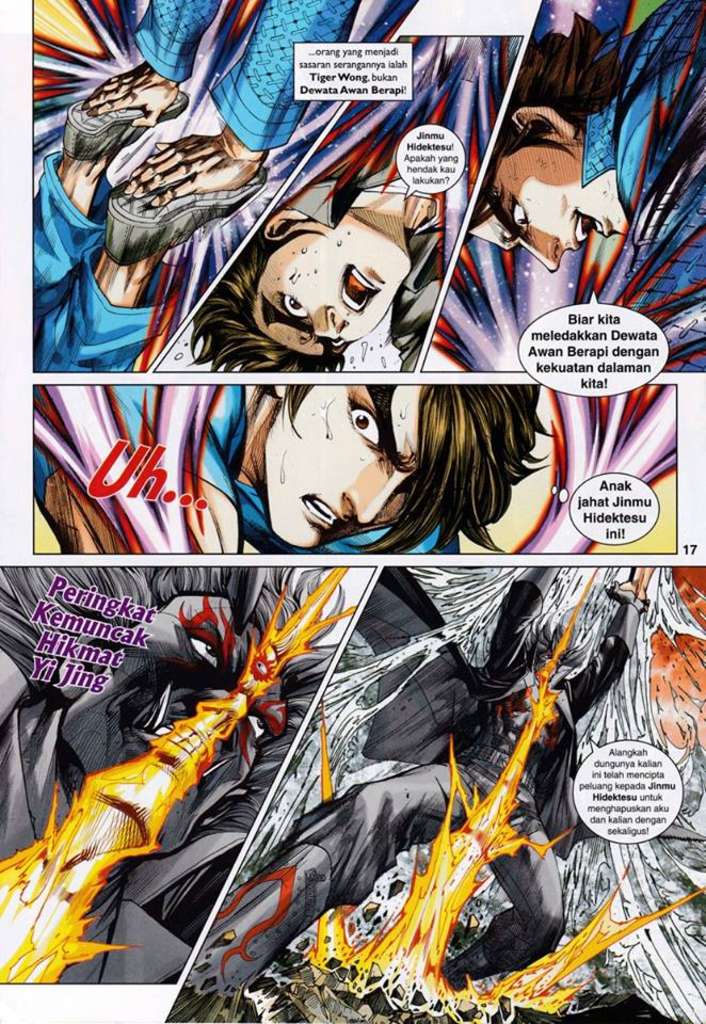 ...orang yang menjadi
sasaran serangannya ialah
Tiger Wong, bukan
Dewata Awan Berapi!
Jinmu
Hidektesu!
Apakah yang
hendak kau
lakukan?
Biar kita
meledakkan Dewata
Awan Berapi dengan
kekuatan dalaman
kita!
Uh...
Anak
jahat Jinmu
Hidektesu
ini!
17
Peringkat
Kemuncak
Hikmat
Yi Jing
Alangkah
dungunya kalian
ini telah mencipta
peluang kepada Jinmu
Hidektesu untuk
menghapuskan aku
dan kalian dengan
sekaligus!